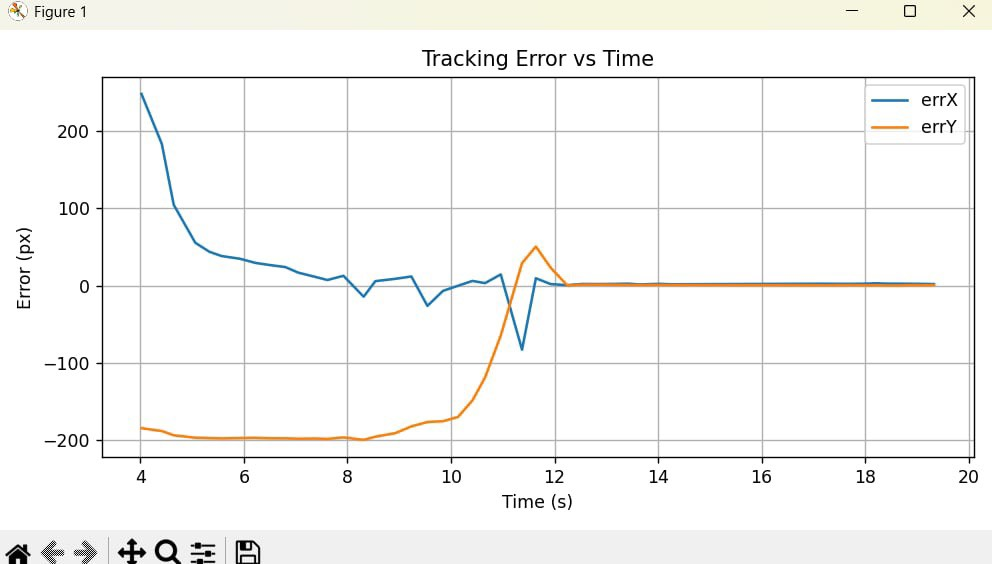 Figure 1
Tracking Error vs Time
errX
errY
200
100
0
−100
−200
Error (px)
4 6 8 10 12 14 16 18 20
Time (s)